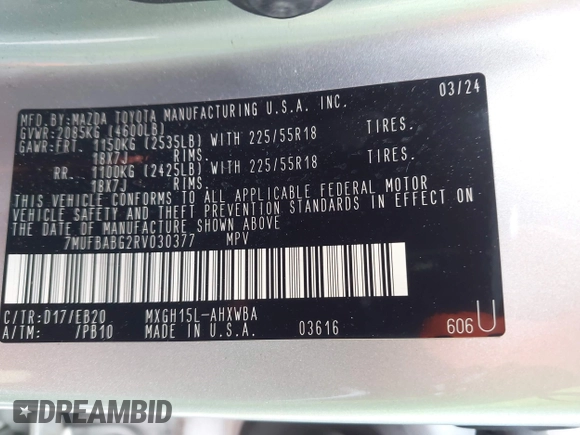 MFD.BY:MAZDA TOYOTA MANUFACTURING U.S.A. INC. 03/24
GVWR:2085KG (4600LB)
GAWR:FRT. 1150KG (2535LB) WITH 225/55R18 TIRES.
18X7J RIMS.
RR. 1100KG (2425LB) WITH 225/55R18 TIRES.
18X7J RIMS.
THIS VEHICLE CONFORMS TO ALL APPLICABLE FEDERAL MOTOR
VEHICLE SAFETY AND THEFT PREVENTION STANDARDS IN EFFECT ON
THE DATE OF MANUFACTURE SHOWN ABOVE
7MUFBABG2RV030377 MPV
C/TR:D17/EB20 MXGH15L-AHXWBA
A/TM: /PB10 MADE IN U.S.A. 03616 606 U
DREAMBID